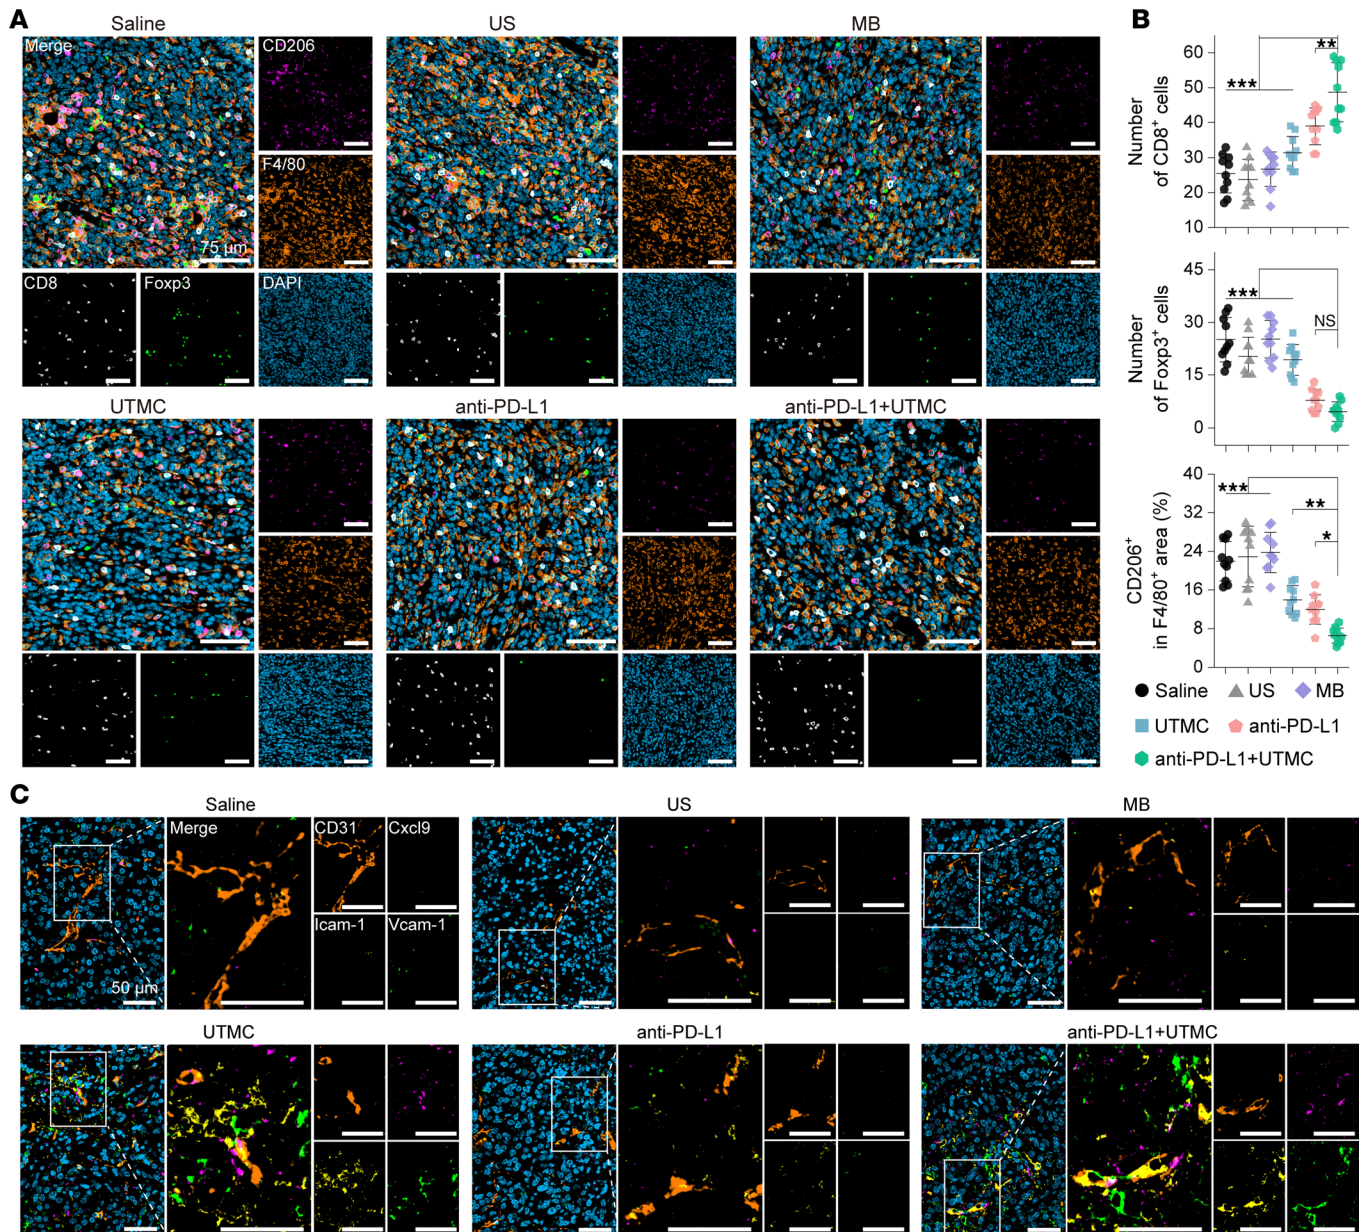 A
Saline
US
MB
Merge
CD206
F4/80
75 µm
CD8
Foxp3
DAPI
UTMC
anti-PD-L1
anti-PD-L1+UTMC
B
Number
of CD8⁺ cells
60
50
40
30
20
10
***
**
Number
of Foxp3⁺ cells
45
30
15
0
***
NS
CD206⁺
in F4/80⁺ area (%)
40
32
24
16
8
0
***
**
*
Saline
US
MB
UTMC
anti-PD-L1
anti-PD-L1+UTMC
C
Saline
US
MB
Merge
CD31
Cxcl9
Icam-1
Vcam-1
50 µm
UTMC
anti-PD-L1
anti-PD-L1+UTMC